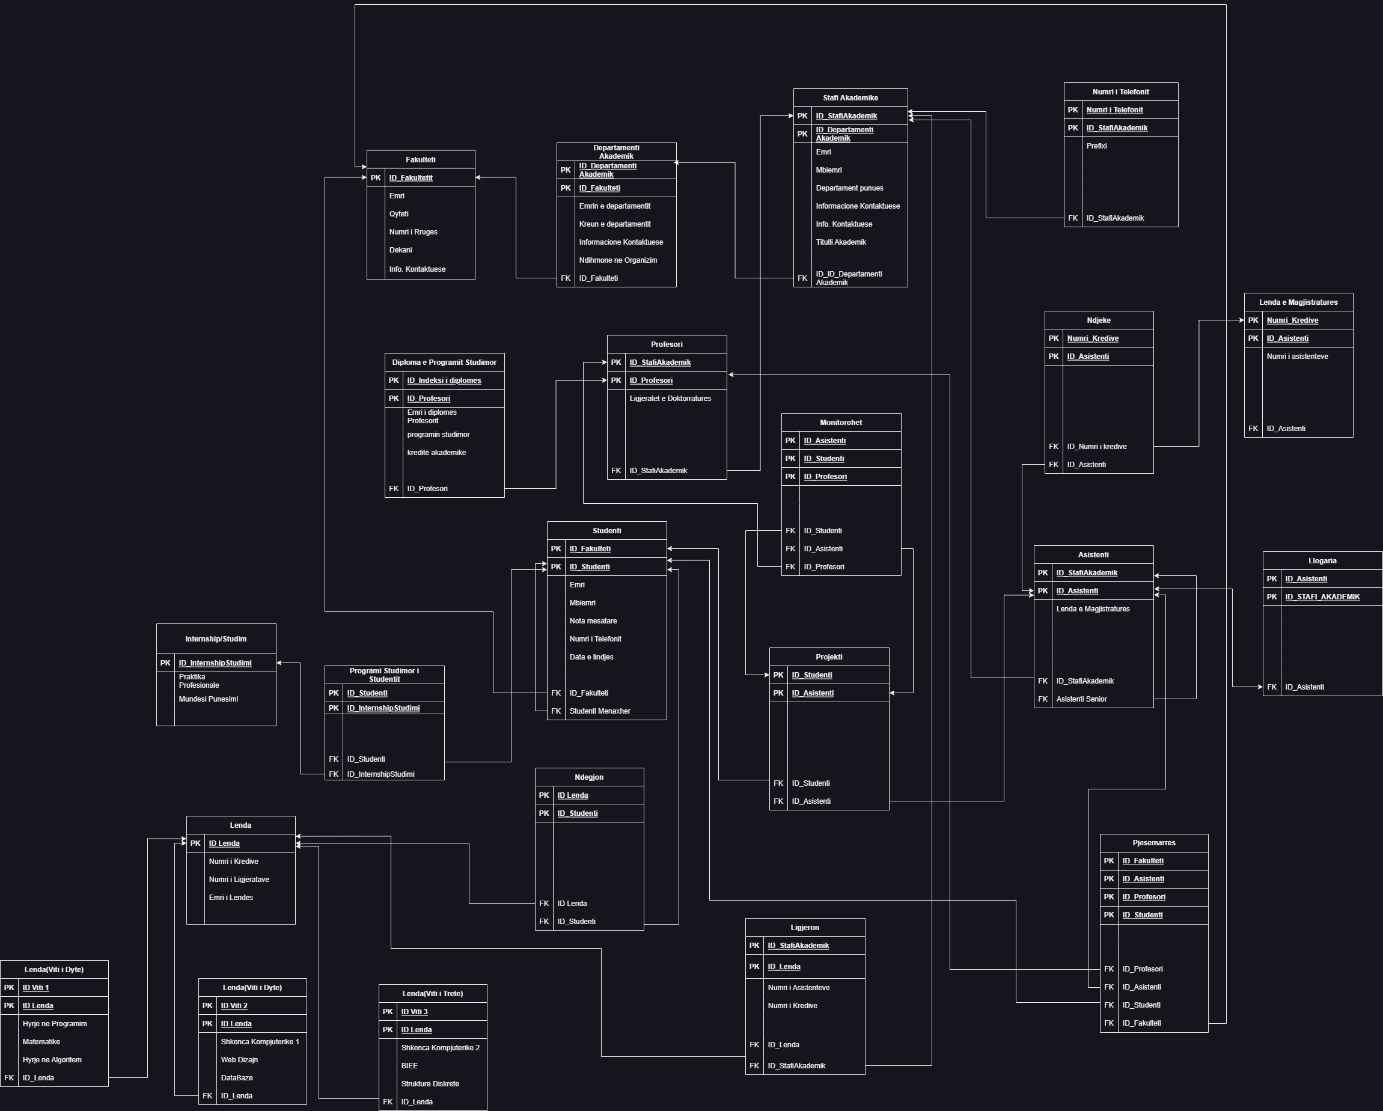 Fakulteti
PK ID_Fakultetit
Emri
Qyteti
Numri i Rruges
Dekani
Info. Kontaktuese
Departamenti
Akademik
PK ID_Departamenti
Akademik
PK ID_Fakulteti
Emrin e departamentit
Kreun e departamentit
Informacione Kontaktuese
Ndihmone ne Organizim
FK ID_Fakulteti
Stafi Akademike
PK ID_StafiAkademik
PK ID_Departamenti
Akademik
Emri
Mbiemri
Departament punues
Informacione Kontaktuese
Info. Kontaktuese
Titulli Akademik
FK ID_ID_Departamenti
Akademik
Numri i Telefonit
PK Numri i Telefonit
PK ID_StafiAkademik
Prefixi
FK ID_StafiAkademik
Diploma e Programit Studimor
PK ID_Indeksi i diplomes
PK ID_Profesori
Emri i diplomes
Profesorit
programin studimor
kredite akademike
FK ID_Profesori
Profesori
PK ID_StafiAkademik
PK ID_Profesori
Ligjeratet e Doktorratures
FK ID_StafiAkademik
Monitorohet
PK ID_Asistenti
PK ID_Studenti
PK ID_Profesori
FK ID_Studenti
FK ID_Asistenti
FK ID_Profesori
Ndjeke
PK Numri_Kredive
PK ID_Asistenti
FK ID_Numri i kredive
FK ID_Asistenti
Lenda e Magjistratures
PK Numri_Kredive
PK ID_Asistenti
Numri i asistenteve
FK ID_Asistenti
Studenti
PK ID_Fakulteti
PK ID_Studenti
Emri
Mbiemri
Nota mesatare
Numri i Telefonit
Data e lindjes
FK ID_Fakulteti
FK Studenti Menaxher
Asistenti
PK ID_StafiAkademik
PK ID_Asistenti
Lenda e Magjistratures
FK ID_StafiAkademik
FK Asistenti Senior
Llogaria
PK ID_Asistenti
PK ID_STAFI_AKADEMIK
FK ID_Asistenti
Internship/Studim
PK ID_InternshipStudimi
Praktika
Profesionale
Mundesi Punesimi
Programi Studimor i
Studentit
PK ID_Studenti
PK ID_InternshipStudimi
FK ID_Studenti
FK ID_InternshipStudimi
Projekti
PK ID_Studenti
PK ID_Asistenti
FK ID_Studenti
FK ID_Asistenti
Ndegjon
PK ID Lenda
PK ID_Studenti
FK ID Lenda
FK ID_Studenti
Lenda
PK ID Lenda
Numri i Kredive
Numri i Ligjeratave
Emri i Lendes
Pjesemarres
PK ID_Fakulteti
PK ID_Asistenti
PK ID_Profesori
PK ID_Studenti
FK ID_Profesori
FK ID_Asistenti
FK ID_Studenti
FK ID_Fakulteti
Ligjeron
PK ID_StafiAkademik
PK ID_Lenda
Numri i Asistenteve
Numri i Kredive
FK ID_Lenda
FK ID_StafiAkademik
Lenda(Viti i Dyte)
PK ID Viti 1
PK ID Lenda
Hyrje ne Programim
Matematike
Hyrje ne Algoritem
FK ID_Lenda
Lenda(Viti i Dyte)
PK ID Viti 2
PK ID Lenda
Shkenca Kompjuterike 1
Web Dizajn
DataBaze
FK ID_Lenda
Lenda(Viti i Trete)
PK ID Viti 3
PK ID Lenda
Shkenca Kompjuterike 2
BIEE
Strukture Diskrete
FK ID_Lenda